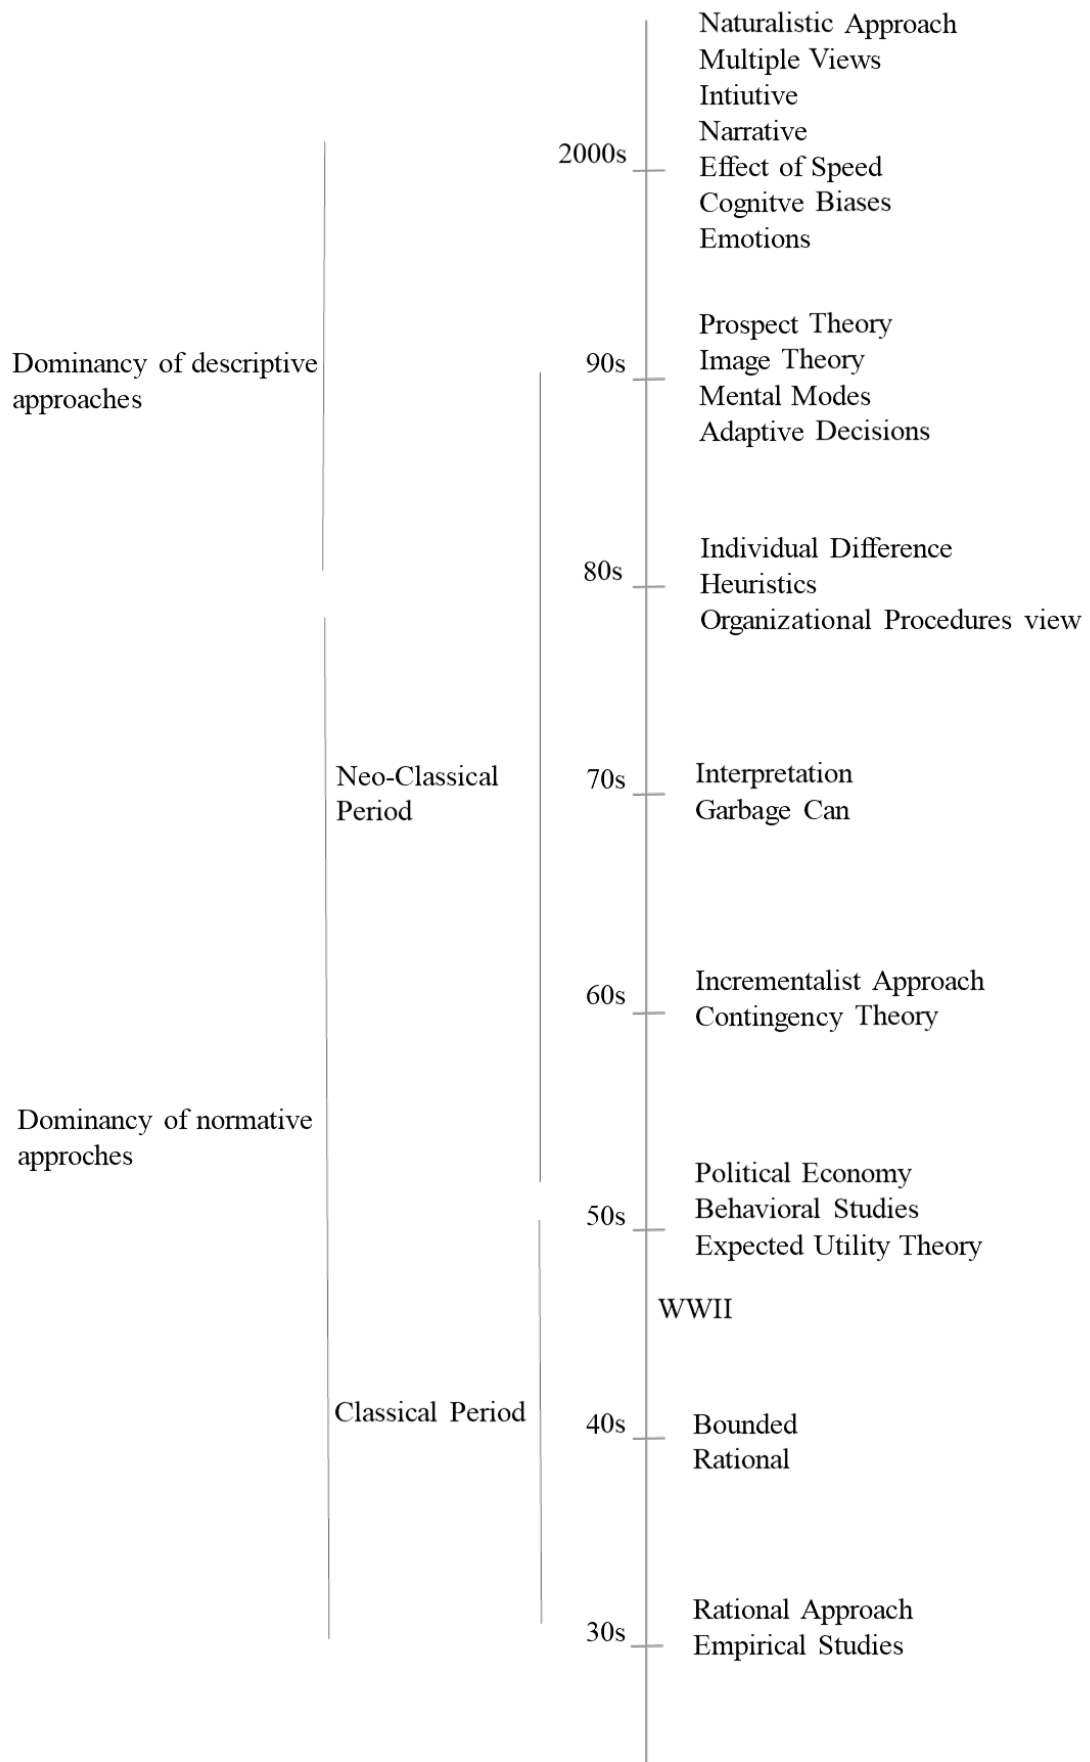 Naturalistic Approach
Multiple Views
Intiutive
Narrative
2000s
Effect of Speed
Cognitve Biases
Emotions
Prospect Theory
Dominancy of descriptive
approaches
90s
Image Theory
Mental Modes
Adaptive Decisions
Individual Difference
80s
Heuristics
Organizational Procedures view
Neo-Classical
Period
70s
Interpretation
Garbage Can
60s
Incrementalist Approach
Contingency Theory
Dominancy of normative
approches
Political Economy
50s
Behavioral Studies
Expected Utility Theory
WWII
Classical Period
40s
Bounded
Rational
30s
Rational Approach
Empirical Studies